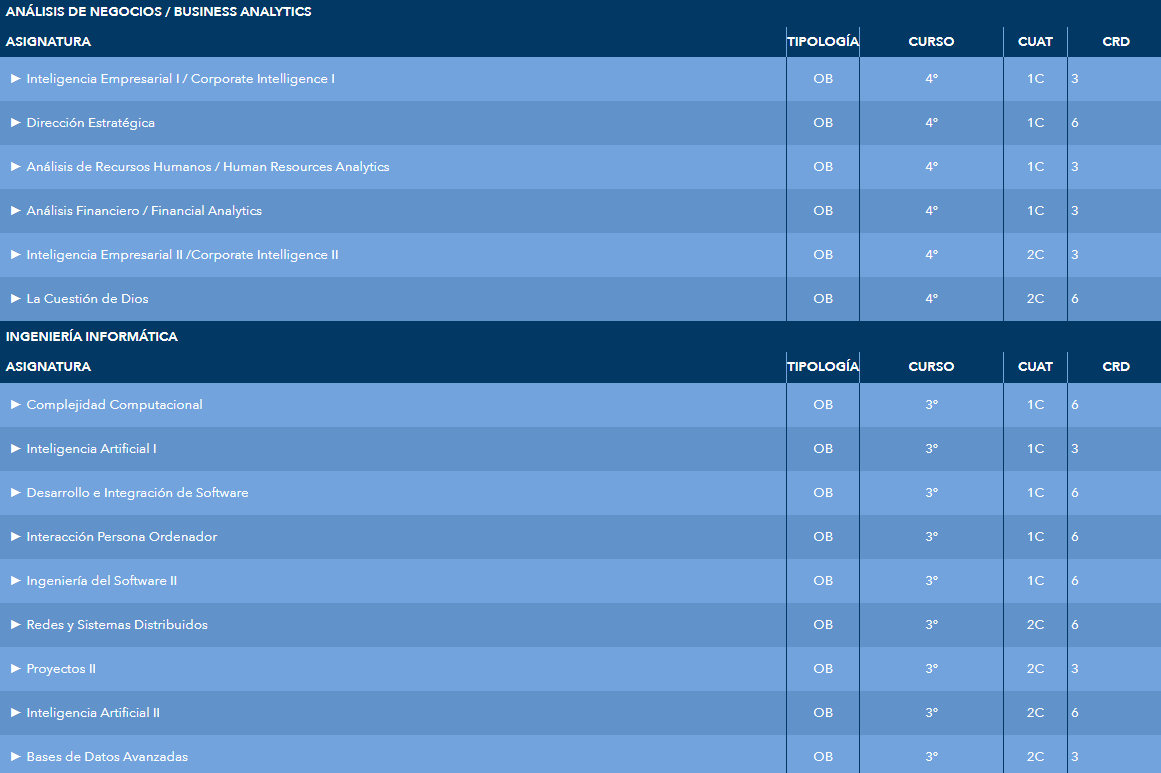 ANÁLISIS DE NEGOCIOS / BUSINESS ANALYTICS
ASIGNATURA TIPOLOGÍA CURSO CUAT CRD
► Inteligencia Empresarial I / Corporate Intelligence I OB 4º 1C 3
► Dirección Estratégica OB 4º 1C 6
► Análisis de Recursos Humanos / Human Resources Analytics OB 4º 1C 3
► Análisis Financiero / Financial Analytics OB 4º 1C 3
► Inteligencia Empresarial II /Corporate Intelligence II OB 4º 2C 3
► La Cuestión de Dios OB 4º 2C 6
INGENIERÍA INFORMÁTICA
ASIGNATURA TIPOLOGÍA CURSO CUAT CRD
► Complejidad Computacional OB 3º 1C 6
► Inteligencia Artificial I OB 3º 1C 3
► Desarrollo e Integración de Software OB 3º 1C 6
► Interacción Persona Ordenador OB 3º 1C 6
► Ingeniería del Software II OB 3º 1C 6
► Redes y Sistemas Distribuidos OB 3º 2C 6
► Proyectos II OB 3º 2C 3
► Inteligencia Artificial II OB 3º 2C 6
► Bases de Datos Avanzadas OB 3º 2C 3